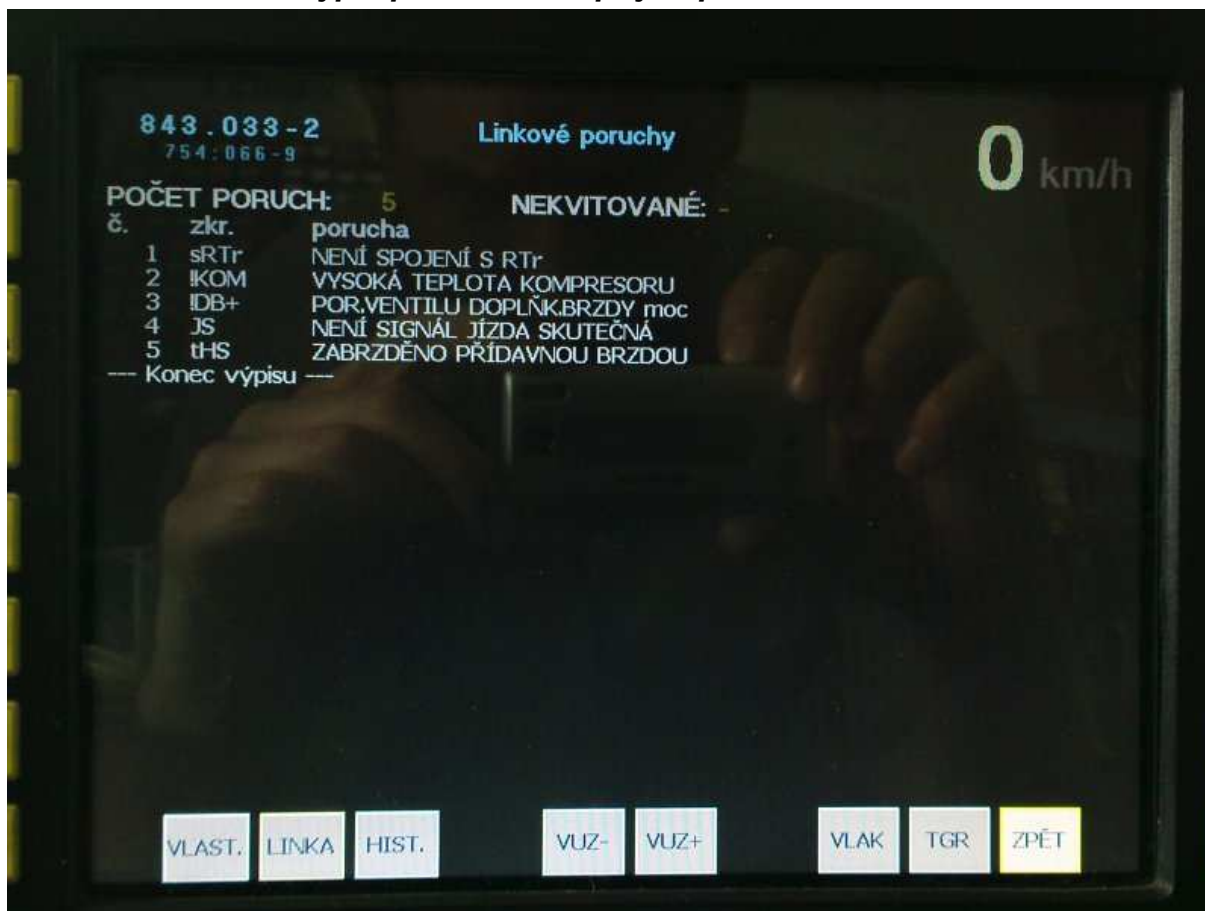 843.033-2 Linkové poruchy 0 km/h
754:066-9
POČET PORUCH: 5 NEKVITOVANÉ: -
č. zkr. porucha
1 sRTr NENÍ SPOJENÍ S RTr
2 !KOM VYSOKÁ TEPLOTA KOMPRESORU
3 !DB+ POR.VENTILU DOPLŇK.BRZDY moc
4 JS NENÍ SIGNÁL JÍZDA SKUTEČNÁ
5 tHS ZABRZDĚNO PŘÍDAVNOU BRZDOU
--- Konec výpisu ---
VLAST. LINKA HIST. VUZ- VUZ+ VLAK TGR ZPĚT